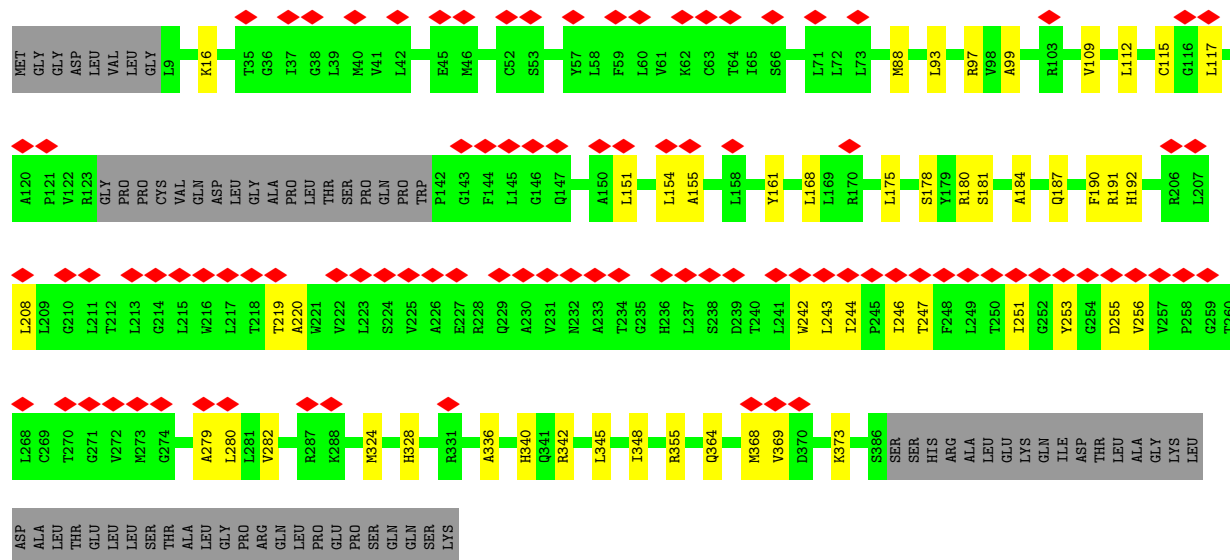 MET GLY GLY ASP LEU VAL LEU GLY L9 K16 T35 G36 I37 G38 L39 M40 V41 L42 E45 M46 C52 S53 Y57 L58 F59 L60 V61 K62 C63 T64 I65 S66 L71 L72 L73 M88 L93 R97 V98 A99 R103 V109 L112 C115 G116 L117
A120 P121 V122 R123 GLY PRO PRO CYS VAL GLN ASP LEU GLY ALA PRO LEU THR SER PRO GLN PRO TRP P142 G143 F144 L145 G146 Q147 A150 L151 L154 A155 L158 Y161 L168 L169 R170 L175 S178 Y179 R180 S181 A184 Q187 F190 R191 H192 R206 L207
L208 L209 G210 L211 T212 L213 G214 L215 W216 L217 T218 T219 A220 W221 V222 L223 S224 V225 A226 E227 R228 Q229 A230 V231 N232 A233 T234 G235 H236 L237 S238 D239 T240 L241 W242 L243 I244 P245 I246 T247 F248 L249 T250 I251 G252 Y253 G254 D255 V256 V257 P258 G259 T260
L268 C269 T270 G271 V272 M273 G274 A279 L280 L281 V282 R287 K288 M324 H328 R331 A336 H340 Q341 R342 L345 I348 R355 Q364 M368 V369 D370 K373 S386 SER SER HIS ARG ALA LEU GLU LYS GLN ILE ASP THR LEU ALA GLY LYS LEU
ASP ALA LEU THR GLU LEU LEU SER THR ALA LEU GLY PRO ARG GLN LEU PRO GLU PRO SER GLN GLN SER LYS